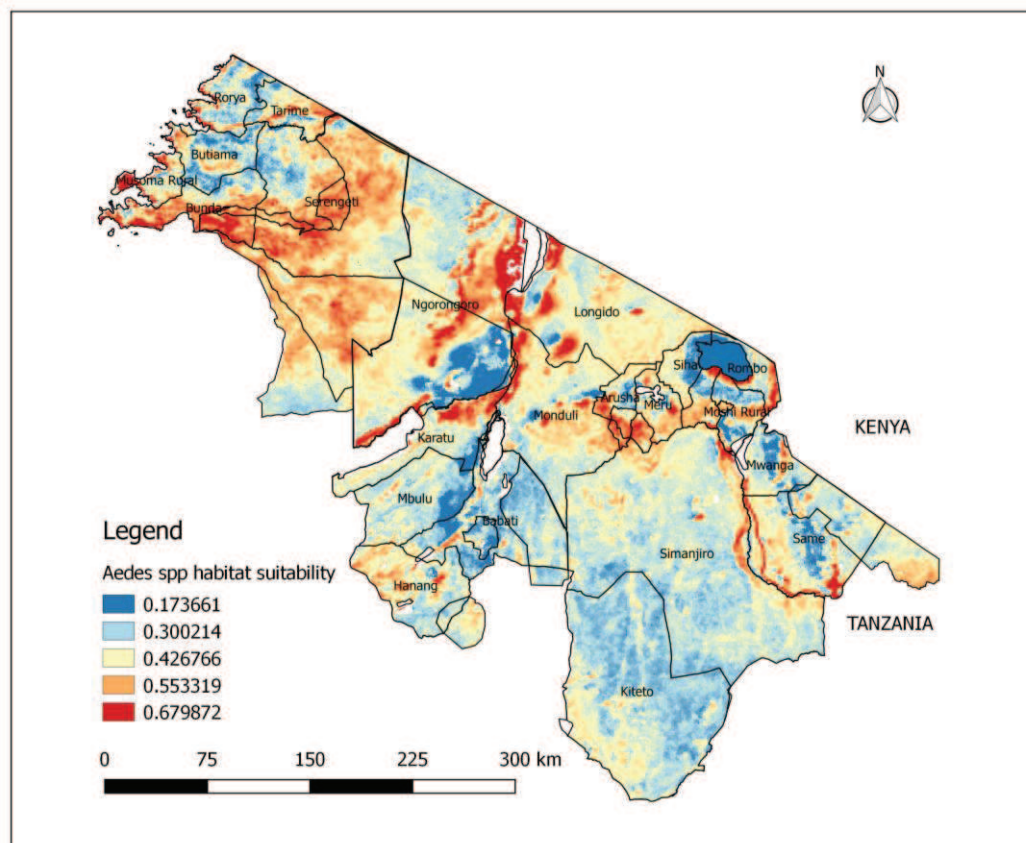 N
Rorya
Tarime
Butiama
Musoma Rural
Bunda
Serengeti
Ngorongoro
Longido
Siha
Rombo
Arusha
Meru
Monduli
Moshi Rural
KENYA
Karatu
Mwanga
Mbulu
Babati
Same
Simanjiro
Hanang
TANZANIA
Kiteto
Legend
Aedes spp habitat suitability
0.173661
0.300214
0.426766
0.553319
0.679872
0 75 150 225 300 km